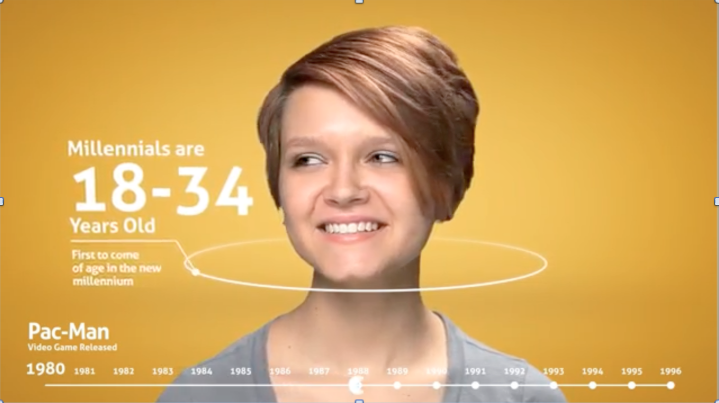 Millennials are
18-34
Years Old
First to come
of age in the new
millennium
Pac-Man
Video Game Released
1980 1981 1982 1983 1984 1985 1986 1987 1988 1989 1990 1991 1992 1993 1994 1995 1996